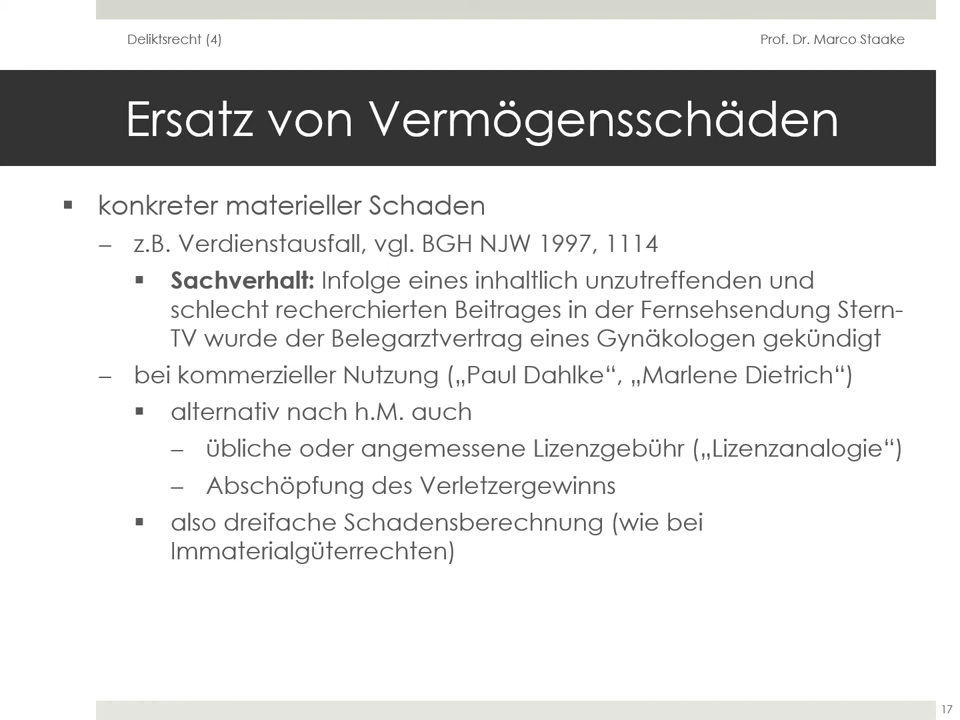 Deliktsrecht (4)
Prof. Dr. Marco Staake
Ersatz von Vermögensschäden
▪ konkreter materieller Schaden
– z.B. Verdienstausfall, vgl. BGH NJW 1997, 1114
▪ Sachverhalt: Infolge eines inhaltlich unzutreffenden und
schlecht recherchierten Beitrages in der Fernsehsendung Stern-
TV wurde der Belegarztvertrag eines Gynäkologen gekündigt
– bei kommerzieller Nutzung („Paul Dahlke“, „Marlene Dietrich“)
▪ alternativ nach h.M. auch
– übliche oder angemessene Lizenzgebühr („Lizenzanalogie“)
– Abschöpfung des Verletzergewinns
▪ also dreifache Schadensberechnung (wie bei
Immaterialgüterrechten)
17